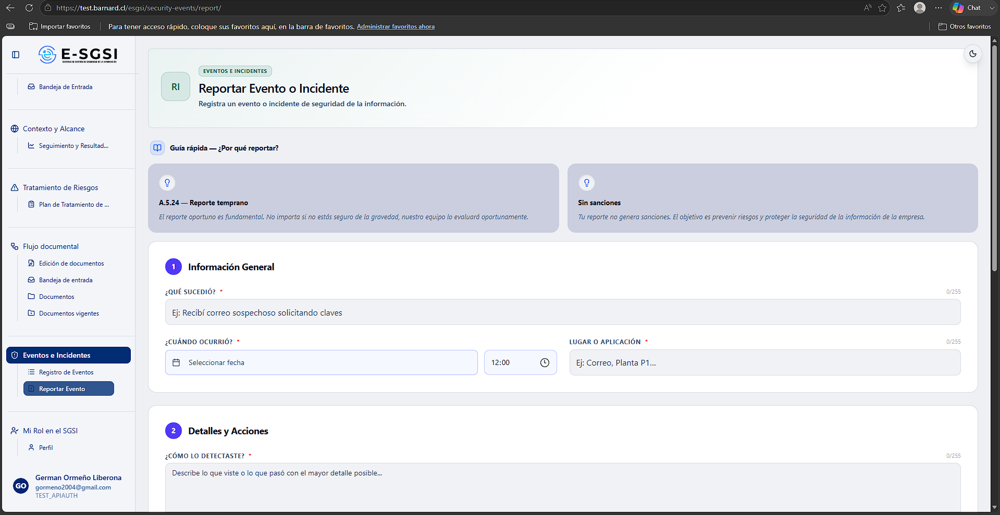 https://test.barnard.cl/esgsi/security-events/report/
Chat
Importar favoritos
Para tener acceso rápido, coloque sus favoritos aquí, en la barra de favoritos. Administrar favoritos ahora
Otros favoritos
E-SGSI
SISTEMAS DE GESTIÓN DE SEGURIDAD DE LA INFORMACIÓN
Bandeja de Entrada
Contexto y Alcance
Seguimiento y Resultad...
Tratamiento de Riesgos
Plan de Tratamiento de ...
Flujo documental
Edición de documentos
Bandeja de entrada
Documentos
Documentos vigentes
Eventos e Incidentes
Registro de Eventos
Reportar Evento
Mi Rol en el SGSI
Perfil
GO
German Ormeño Liberona
gormeno2004@gmail.com
TEST_APIAUTH
RI
EVENTOS E INCIDENTES
Reportar Evento o Incidente
Registra un evento o incidente de seguridad de la información.
Guía rápida — ¿Por qué reportar?
A.5.24 — Reporte temprano
El reporte oportuno es fundamental. No importa si no estás seguro de la gravedad, nuestro equipo lo evaluará oportunamente.
Sin sanciones
Tu reporte no genera sanciones. El objetivo es prevenir riesgos y proteger la seguridad de la información de la empresa.
1 Información General
¿QUÉ SUCEDIÓ? *
0/255
Ej: Recibí correo sospechoso solicitando claves
¿CUÁNDO OCURRIÓ? *
Seleccionar fecha
12:00
LUGAR O APLICACIÓN *
0/255
Ej: Correo, Planta P1...
2 Detalles y Acciones
¿CÓMO LO DETECTASTE? *
0/255
Describe lo que viste o lo que pasó con el mayor detalle posible...